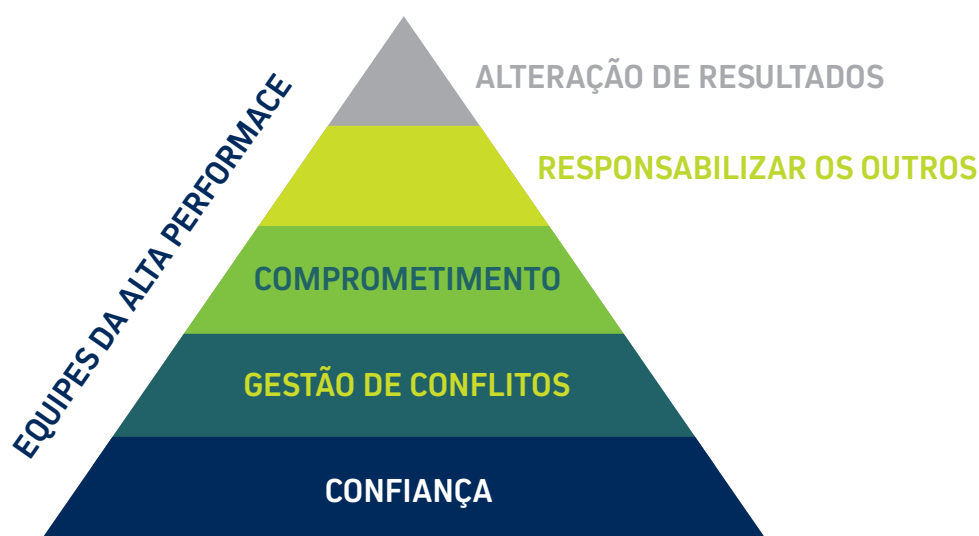 EQUIPES DA ALTA PERFORMACE
ALTERAÇÃO DE RESULTADOS
RESPONSABILIZAR OS OUTROS
COMPROMETIMENTO
GESTÃO DE CONFLITOS
CONFIANÇA